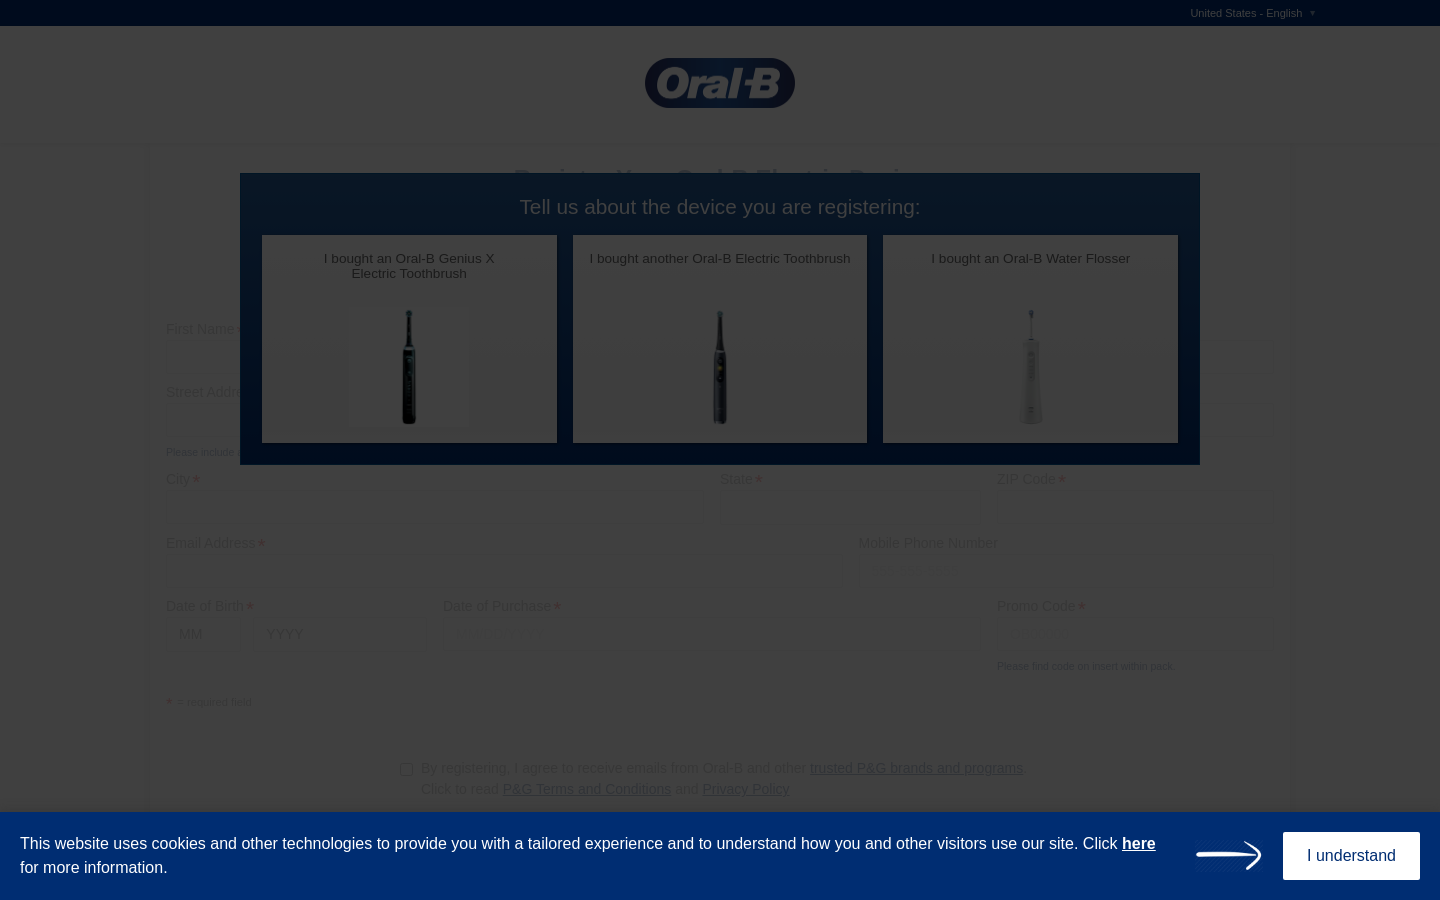 United States - English
Oral-B
Register Your Oral-B Electric
Tell us about the device you are registering:
I bought an Oral-B Genius X
Electric Toothbrush
I bought another Oral-B Electric Toothbrush
I bought an Oral-B Water Flosser
First Name
Street Addre
Please include
City*
State*
ZIP Code*
Email Address*
Mobile Phone Number
Date of Birth*
Date of Purchase*
Promo Code*
MM
YYYY
Please find code on insert within pack.
* = required field
By registering, I agree to receive emails from Oral-B and other trusted P&G brands and programs.
Click to read P&G Terms and Conditions and Privacy Policy
This website uses cookies and other technologies to provide you with a tailored experience and to understand how you and other visitors use our site. Click here
for more information.
I understand